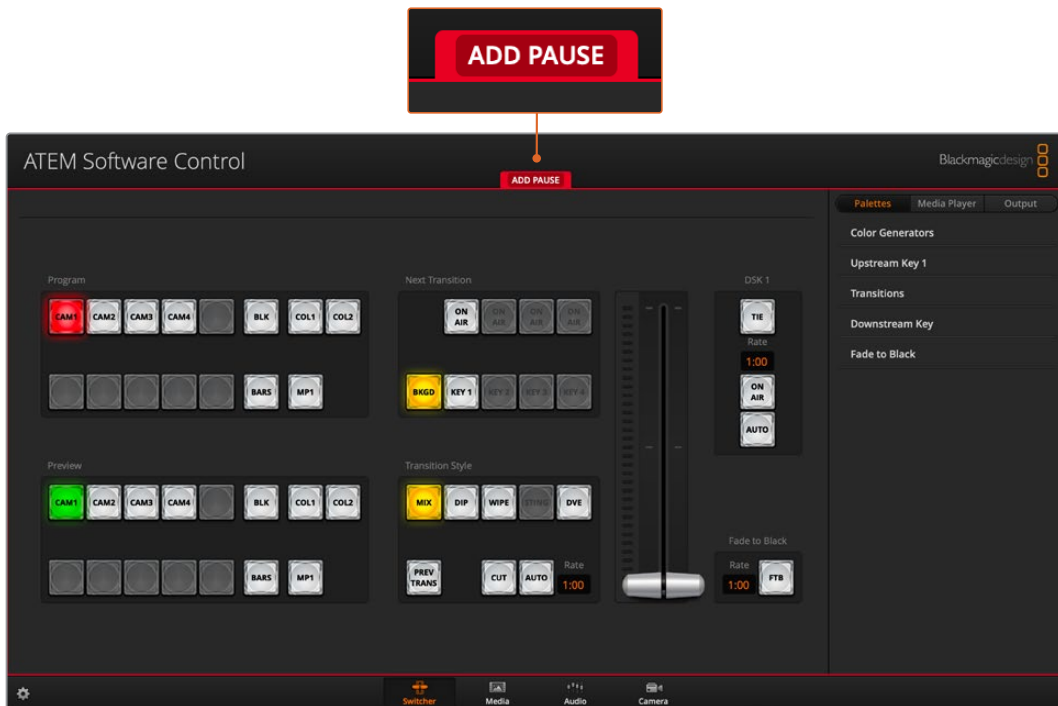 ADD PAUSE
ATEM Software Control
ADD PAUSE
Blackmagicdesign
Palettes Media Player Output
Color Generators
Upstream Key 1
Transitions
Downstream Key
Fade to Black
Program
CAM1 CAM2 CAM3 CAM4 BLK COL1 COL2
BARS MP1
Next Transition
ON AIR ON AIR ON AIR ON AIR
BKGD KEY 1 KEY 2 KEY 3 KEY 4
DSK 1
TIE
Rate
1:00
ON AIR
AUTO
Preview
CAM1 CAM2 CAM3 CAM4 BLK COL1 COL2
BARS MP1
Transition Style
MIX DIP WIPE STING DVE
PREV TRANS CUT AUTO
Rate
1:00
Fade to Black
Rate
1:00
FTB
Switcher Media Audio Camera